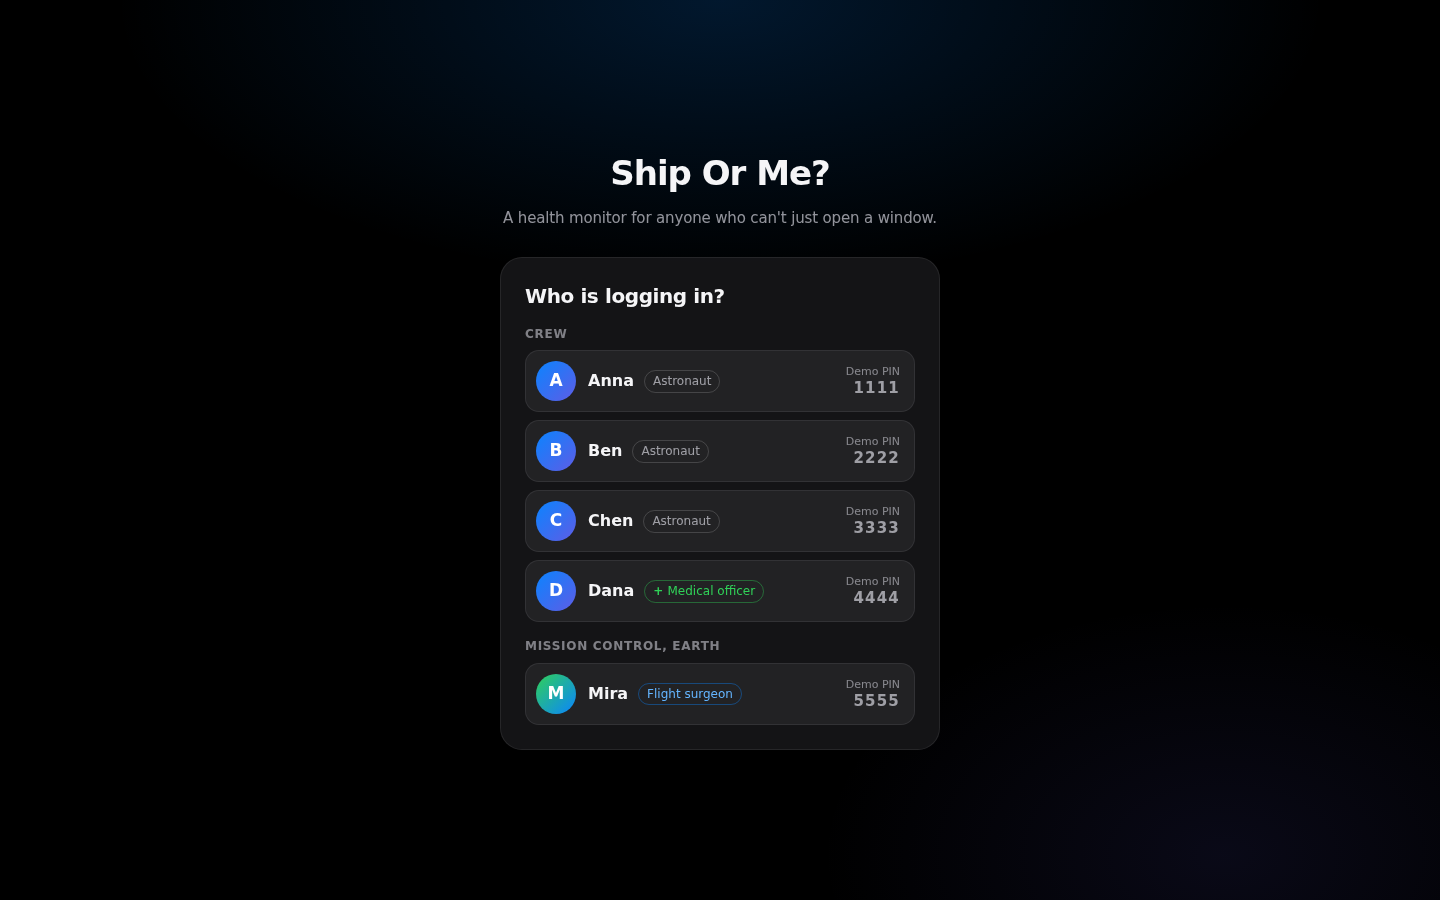 Ship Or Me?
A health monitor for anyone who can't just open a window.
Who is logging in?
CREW
A Anna Astronaut Demo PIN 1111
B Ben Astronaut Demo PIN 2222
C Chen Astronaut Demo PIN 3333
D Dana + Medical officer Demo PIN 4444
MISSION CONTROL, EARTH
M Mira Flight surgeon Demo PIN 5555